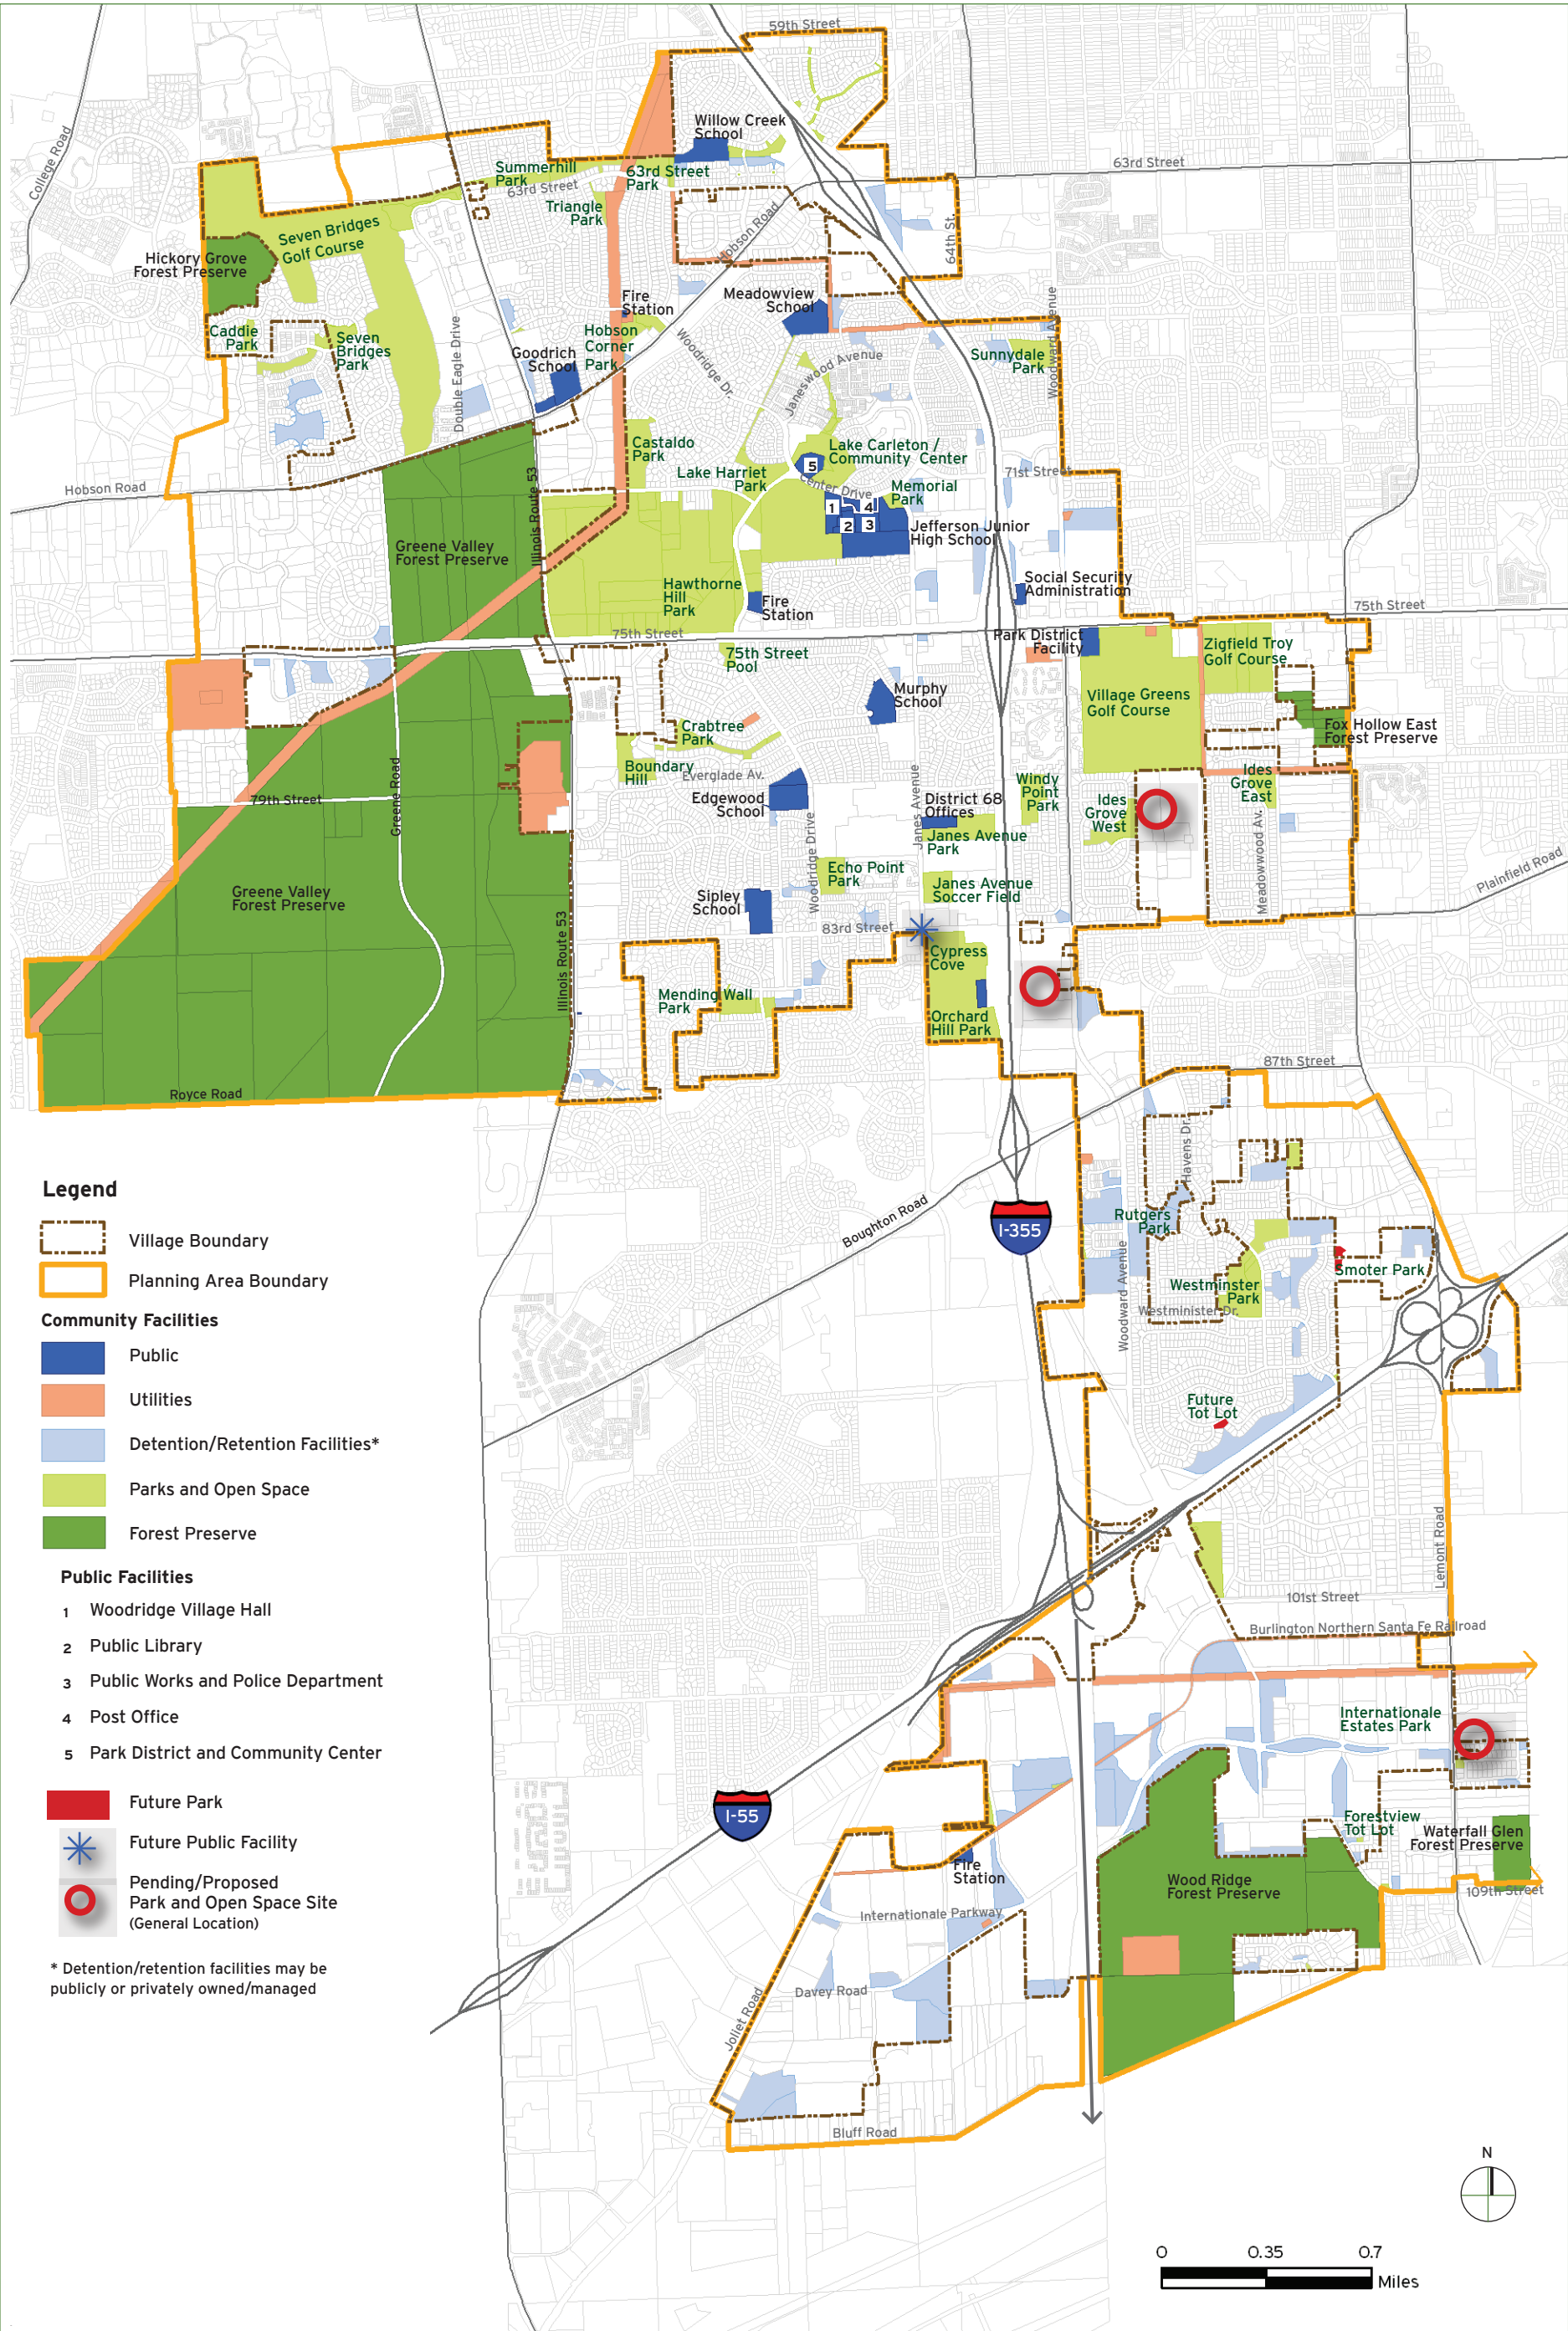 59th Street
Willow Creek
School
College Road
63rd Street
Summerhill
Park
63rd Street
63rd Street
Park
Triangle
Park
Hobson Road
64th St.
Seven Bridges
Golf Course
Hickory Grove
Forest Preserve
Fire
Station
Meadowview
School
Woodward Avenue
Caddie
Park
Seven
Bridges
Park
Double Eagle Drive
Hobson
Corner
Park
Goodrich
School
Woodridge Dr.
Janeswood Avenue
Sunnydale
Park
Castaldo
Park
Lake Carleton /
Community Center
Lake Harriet
Park
5
Center Drive
Memorial
Park
71st Street
Hobson Road
Illinois Route 53
1
4
2
3
Jefferson Junior
High School
Greene Valley
Forest Preserve
Hawthorne
Hill
Park
Fire
Station
Social Security
Administration
75th Street
75th Street
Park District
Facility
Zigfield Troy
Golf Course
75th Street
Pool
Murphy
School
Village Greens
Golf Course
Crabtree
Park
Fox Hollow East
Forest Preserve
Boundary
Hill
Everglade Av.
Edgewood
School
Greene Road
79th Street
Janes Avenue
District 68
Offices
Windy
Point
Park
Ides
Grove
West
Ides
Grove
East
Janes Avenue
Park
Woodridge Drive
Meadowwood Av.
Plainfield Road
Greene Valley
Forest Preserve
Echo Point
Park
Sipley
School
Janes Avenue
Soccer Field
83rd Street
Illinois Route 53
Cypress
Cove
Mending Wall
Park
Orchard
Hill Park
87th Street
Royce Road
Havens Dr.
Boughton Road
I-355
Rutgers
Park
Woodward Avenue
Smoter Park
Westminster
Park
Westminister Dr.
Future
Tot Lot
Lemont Road
101st Street
Burlington Northern Santa Fe Railroad
Internationale
Estates Park
I-55
Forestview
Tot Lot
Waterfall Glen
Forest Preserve
Fire
Station
Wood Ridge
Forest Preserve
109th Street
Internationale Parkway
Davey Road
Joliet Road
Bluff Road
Legend
Village Boundary
Planning Area Boundary
Community Facilities
Public
Utilities
Detention/Retention Facilities*
Parks and Open Space
Forest Preserve
Public Facilities
1 Woodridge Village Hall
2 Public Library
3 Public Works and Police Department
4 Post Office
5 Park District and Community Center
Future Park
Future Public Facility
Pending/Proposed
Park and Open Space Site
(General Location)
* Detention/retention facilities may be
publicly or privately owned/managed
N
0 0.35 0.7
Miles